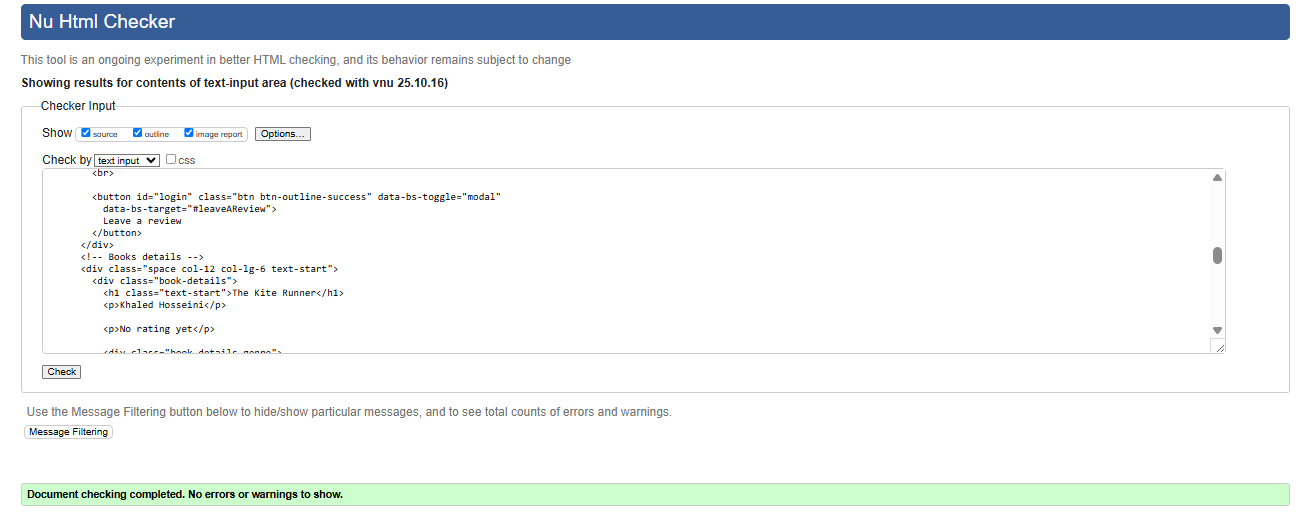 Nu Html Checker
This tool is an ongoing experiment in better HTML checking, and its behavior remains subject to change
Showing results for contents of text-input area (checked with vnu 25.10.16)
Checker Input
Show source outline image report Options...
Check by text input css
<br>
<button id="login" class="btn btn-outline-success" data-bs-toggle="modal"
data-bs-target="#leaveAReview">
Leave a review
</button>
</div>
<!-- Books details -->
<div class="space col-12 col-lg-6 text-start">
<div class="book-details">
<h1 class="text-start">The Kite Runner</h1>
<p>Khaled Hosseini</p>
<p>No rating yet</p>
<div class="book-details-genre">
Check
Use the Message Filtering button below to hide/show particular messages, and to see total counts of errors and warnings.
Message Filtering
Document checking completed. No errors or warnings to show.